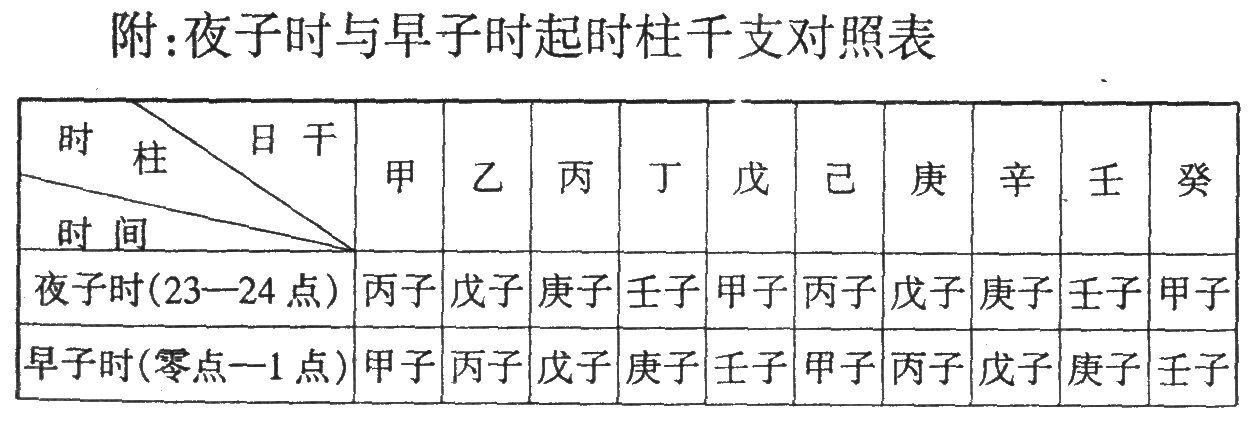 附:夜子时与早子时起时柱千支对照表
时柱 日干 甲 乙 丙 丁 戊 己 庚 辛 壬 癸
时间
夜子时(23—24点) 丙子 戊子 庚子 壬子 甲子 丙子 戊子 庚子 壬子 甲子
早子时(零点—1点) 甲子 丙子 戊子 庚子 壬子 甲子 丙子 戊子 庚子 壬子